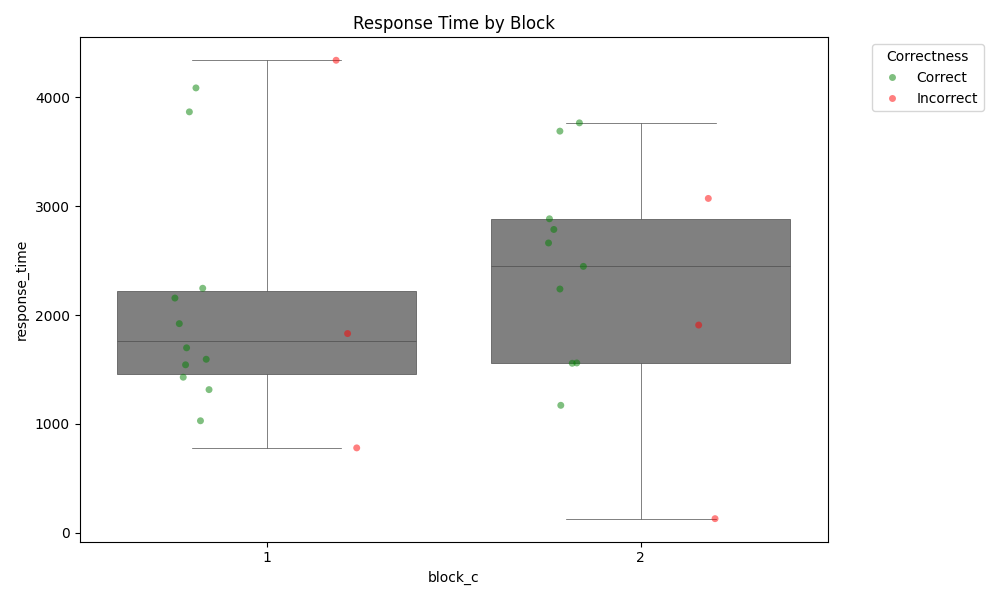 Response Time by Block
Correctness
Correct
Incorrect
response_time
4000
3000
2000
1000
0
1
2
block_c